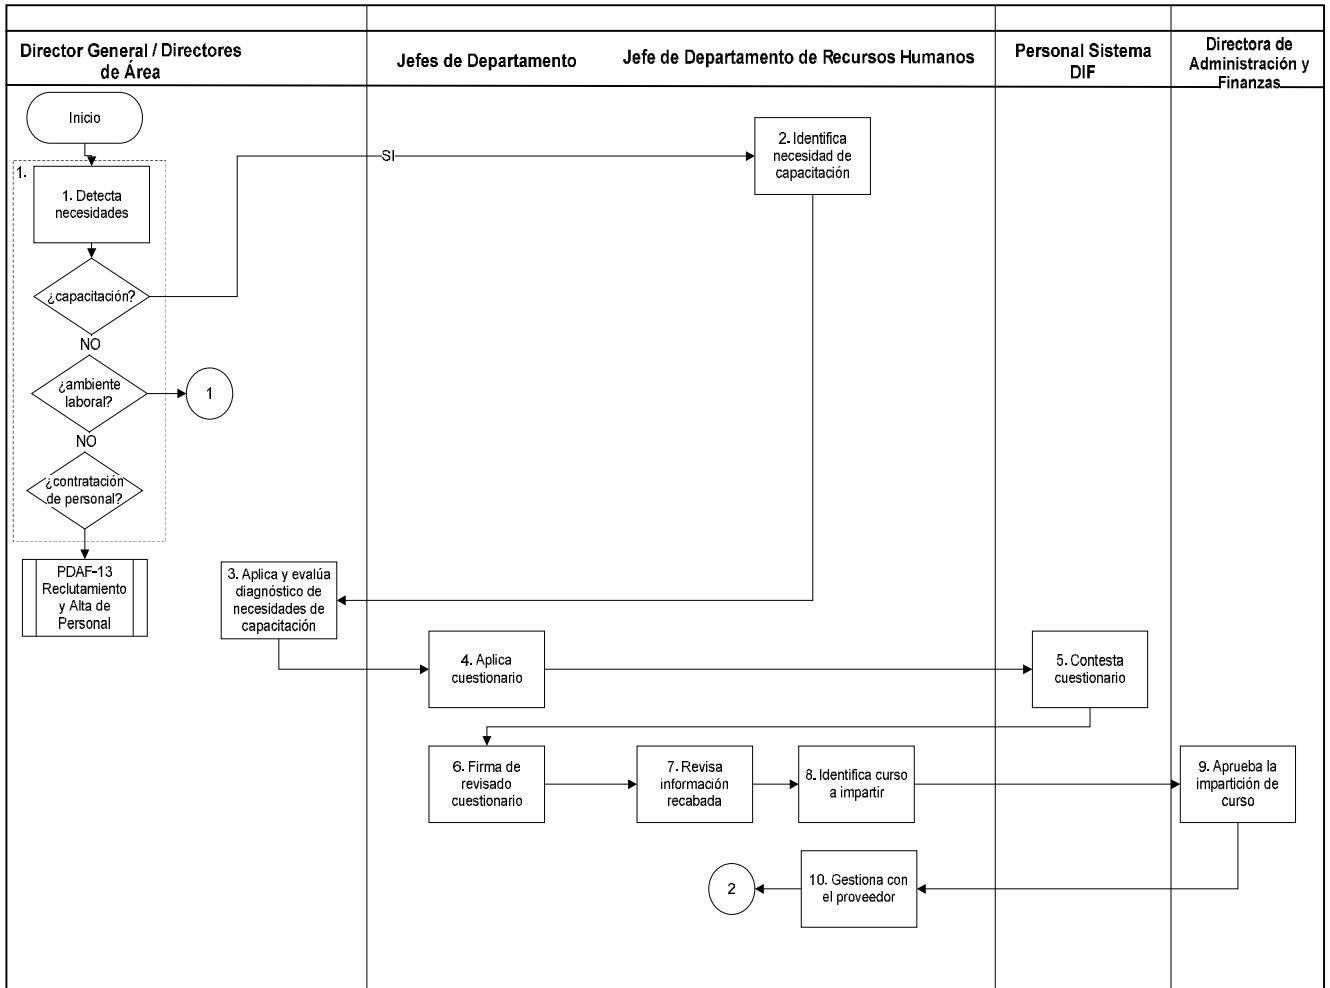 Director General / Directores
de Área
Jefes de Departamento
Jefe de Departamento de Recursos Humanos
Personal Sistema
DIF
Directora de
Administración y
Finanzas
Inicio
1.
1. Detecta
necesidades
SI
2. Identifica
necesidad de
capacitación
¿capacitación?
NO
¿ambiente
laboral?
1
NO
¿contratación
de personal?
PDAF-13
Reclutamiento
y Alta de
Personal
3. Aplica y evalúa
diagnóstico de
necesidades de
capacitación
4. Aplica
cuestionario
5. Contesta
cuestionario
6. Firma de
revisado
cuestionario
7. Revisa
información
recabada
8. Identifica curso
a impartir
9. Aprueba la
impartición de
curso
2
10. Gestiona con
el proveedor